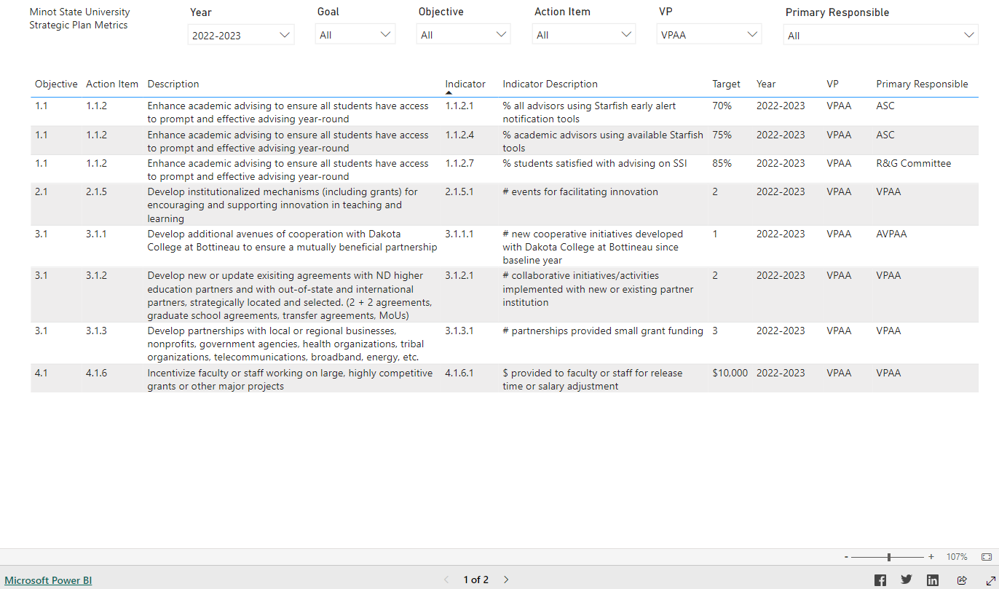 Minot State University
Strategic Plan Metrics
Year Goal Objective Action Item VP Primary Responsible
2022-2023 All All All VPAA All
Objective Action Item Description Indicator Indicator Description Target Year VP Primary Responsible
1.1 1.1.2 Enhance academic advising to ensure all students have access 1.1.2.1 % all advisors using Starfish early alert 70% 2022-2023 VPAA ASC
to prompt and effective advising year-round notification tools
1.1 1.1.2 Enhance academic advising to ensure all students have access 1.1.2.4 % academic advisors using available Starfish 75% 2022-2023 VPAA ASC
to prompt and effective advising year-round tools
1.1 1.1.2 Enhance academic advising to ensure all students have access 1.1.2.7 % students satisfied with advising on SSI 85% 2022-2023 VPAA R&G Committee
to prompt and effective advising year-round
2.1 2.1.5 Develop institutionalized mechanisms (including grants) for 2.1.5.1 # events for facilitating innovation 2 2022-2023 VPAA VPAA
encouraging and supporting innovation in teaching and
learning
3.1 3.1.1 Develop additional avenues of cooperation with Dakota 3.1.1.1 # new cooperative initiatives developed 1 2022-2023 VPAA AVPAA
College at Bottineau to ensure a mutually beneficial partnership with Dakota College at Bottineau since
baseline year
3.1 3.1.2 Develop new or update exisiting agreements with ND higher 3.1.2.1 # collaborative initiatives/activities 2 2022-2023 VPAA VPAA
education partners and with out-of-state and international implemented with new or existing partner
partners, strategically located and selected. (2 + 2 agreements, institution
graduate school agreements, transfer agreements, MoUs)
3.1 3.1.3 Develop partnerships with local or regional businesses, 3.1.3.1 # partnerships provided small grant funding 3 2022-2023 VPAA VPAA
nonprofits, government agencies, health organizations, tribal
organizations, telecommunications, broadband, energy, etc.
4.1 4.1.6 Incentivize faculty or staff working on large, highly competitive 4.1.6.1 $ provided to faculty or staff for release $10,000 2022-2023 VPAA VPAA
grants or other major projects time or salary adjustment
- + 107%
Microsoft Power BI 1 of 2